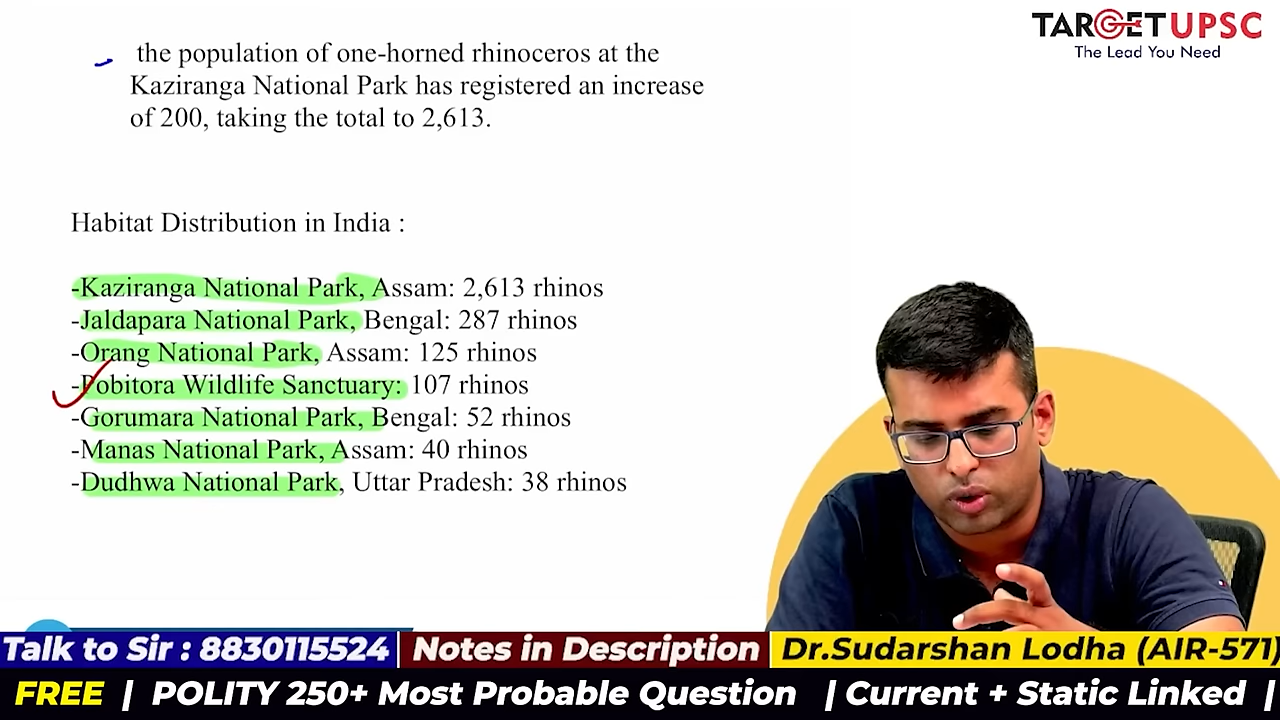 TARGET UPSC
The Lead You Need
the population of one-horned rhinoceros at the
Kaziranga National Park has registered an increase
of 200, taking the total to 2,613.
Habitat Distribution in India :
-Kaziranga National Park, Assam: 2,613 rhinos
-Jaldapara National Park, Bengal: 287 rhinos
-Orang National Park, Assam: 125 rhinos
-Pobitora Wildlife Sanctuary: 107 rhinos
-Gorumara National Park, Bengal: 52 rhinos
-Manas National Park, Assam: 40 rhinos
-Dudhwa National Park, Uttar Pradesh: 38 rhinos
Talk to Sir : 8830115524 Notes in Description Dr.Sudarshan Lodha (AIR-571)
FREE | POLITY 250+ Most Probable Question | Current + Static Linked |